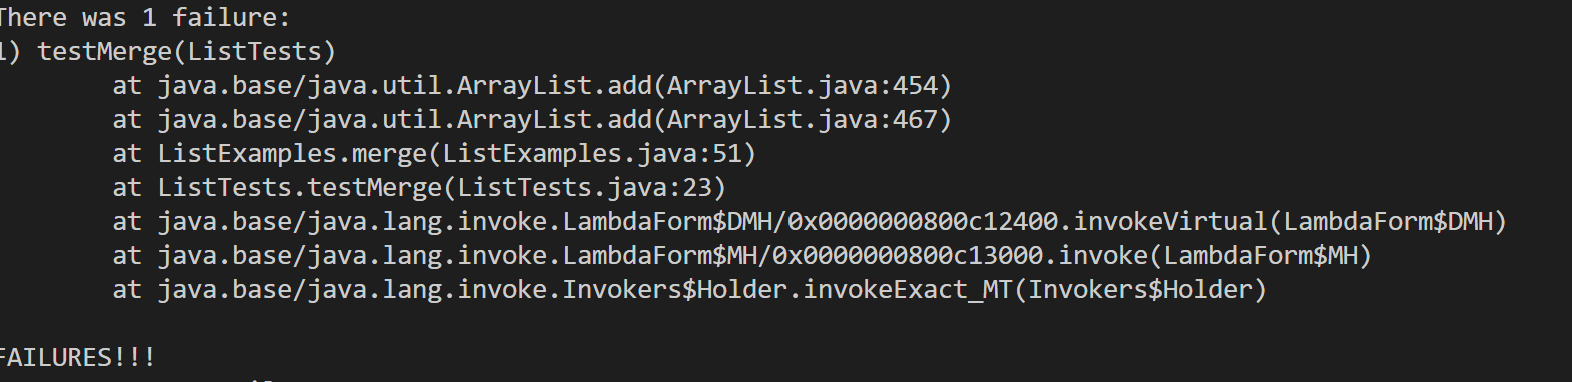 There was 1 failure:
1) testMerge(ListTests)
at java.base/java.util.ArrayList.add(ArrayList.java:454)
at java.base/java.util.ArrayList.add(ArrayList.java:467)
at ListExamples.merge(ListExamples.java:51)
at ListTests.testMerge(ListTests.java:23)
at java.base/java.lang.invoke.LambdaForm$DMH/0x0000000800c12400.invokeVirtual(LambdaForm$DMH)
at java.base/java.lang.invoke.LambdaForm$MH/0x0000000800c13000.invoke(LambdaForm$MH)
at java.base/java.lang.invoke.Invokers$Holder.invokeExact_MT(Invokers$Holder)
FAILURES!!!